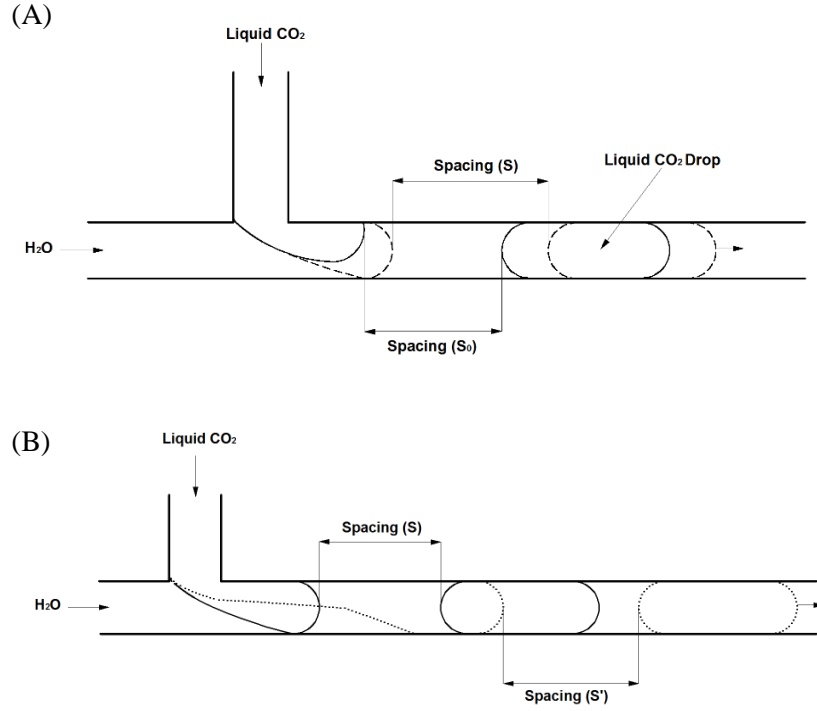 (A)
Liquid CO₂
Spacing (S)
Liquid CO₂ Drop
H₂O
Spacing (S₀)
(B)
Liquid CO₂
Spacing (S)
H₂O
Spacing (S')